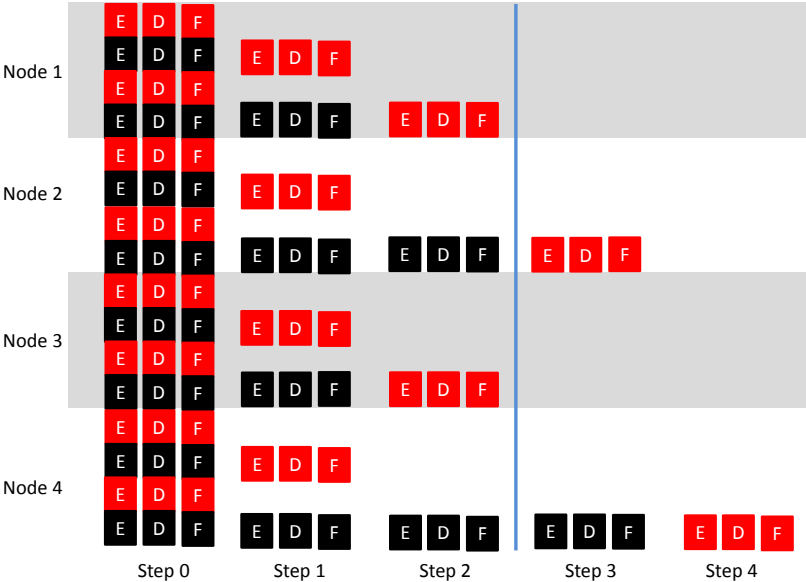 E D F
E D F
Node 1
E D F
E D F
E D F
E D F E D F
E D F
Node 2
E D F
E D F
E D F
E D F E D F E D F E D F
E D F
Node 3
E D F
E D F
E D F
E D F E D F E D F
E D F
E D F
E D F
Node 4
E D F
E D F E D F E D F E D F E D F
Step 0 Step 1 Step 2 Step 3 Step 4